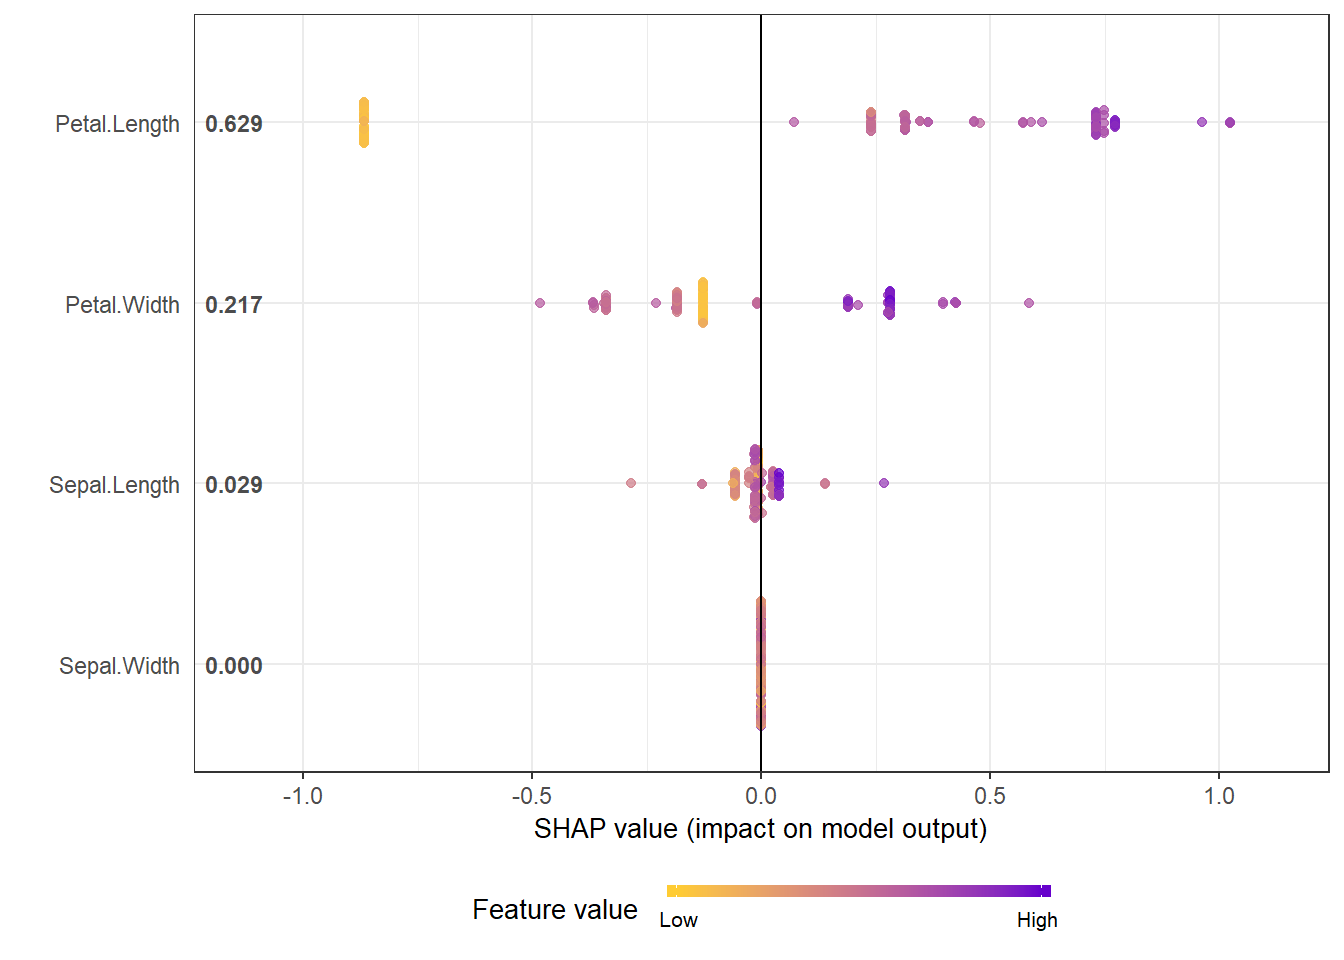 Petal.Length 0.629
Petal.Width 0.217
Sepal.Length 0.029
Sepal.Width 0.000
-1.0 -0.5 0.0 0.5 1.0
SHAP value (impact on model output)
Feature value
Low High